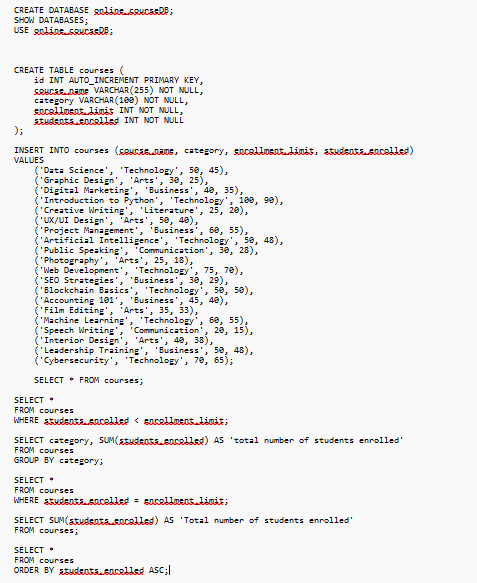 CREATE DATABASE online_courseDB;
SHOW DATABASES;
USE online_courseDB;
CREATE TABLE courses (
id INT AUTO_INCREMENT PRIMARY KEY,
course_name VARCHAR(255) NOT NULL,
category VARCHAR(100) NOT NULL,
enrollment_limit INT NOT NULL,
students_enrolled INT NOT NULL
);
INSERT INTO courses (course_name, category, enrollment_limit, students_enrolled)
VALUES
('Data Science', 'Technology', 50, 45),
('Graphic Design', 'Arts', 30, 25),
('Digital Marketing', 'Business', 40, 35),
('Introduction to Python', 'Technology', 100, 90),
('Creative Writing', 'Literature', 25, 20),
('UX/UI Design', 'Arts', 50, 40),
('Project Management', 'Business', 60, 55),
('Artificial Intelligence', 'Technology', 50, 48),
('Public Speaking', 'Communication', 30, 28),
('Photography', 'Arts', 25, 18),
('Web Development', 'Technology', 75, 70),
('SEO Strategies', 'Business', 30, 29),
('Blockchain Basics', 'Technology', 50, 50),
('Accounting 101', 'Business', 45, 40),
('Film Editing', 'Arts', 35, 33),
('Machine Learning', 'Technology', 60, 55),
('Speech Writing', 'Communication', 20, 15),
('Interior Design', 'Arts', 40, 38),
('Leadership Training', 'Business', 50, 48),
('Cybersecurity', 'Technology', 70, 65);
SELECT * FROM courses;
SELECT *
FROM courses
WHERE students_enrolled < enrollment_limit;
SELECT category, SUM(students_enrolled) AS 'total number of students enrolled'
FROM courses
GROUP BY category;
SELECT *
FROM courses
WHERE students_enrolled = enrollment_limit;
SELECT SUM(students_enrolled) AS 'Total number of students enrolled'
FROM courses;
SELECT *
FROM courses
ORDER BY students_enrolled ASC;